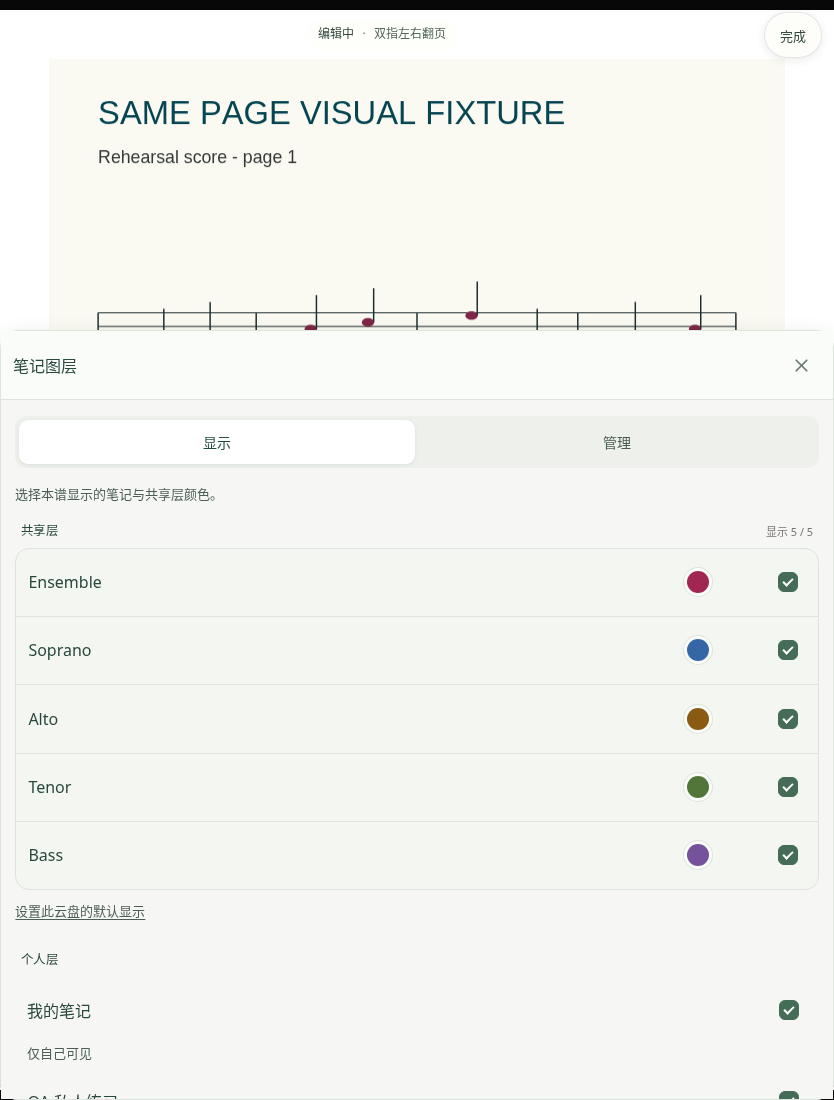 编辑中 · 双指左右翻页
完成
SAME PAGE VISUAL FIXTURE
Rehearsal score - page 1
笔记图层
显示
管理
选择本谱显示的笔记与共享层颜色。
共享层
显示 5 / 5
Ensemble
Soprano
Alto
Tenor
Bass
设置此云盘的默认显示
个人层
我的笔记
仅自己可见